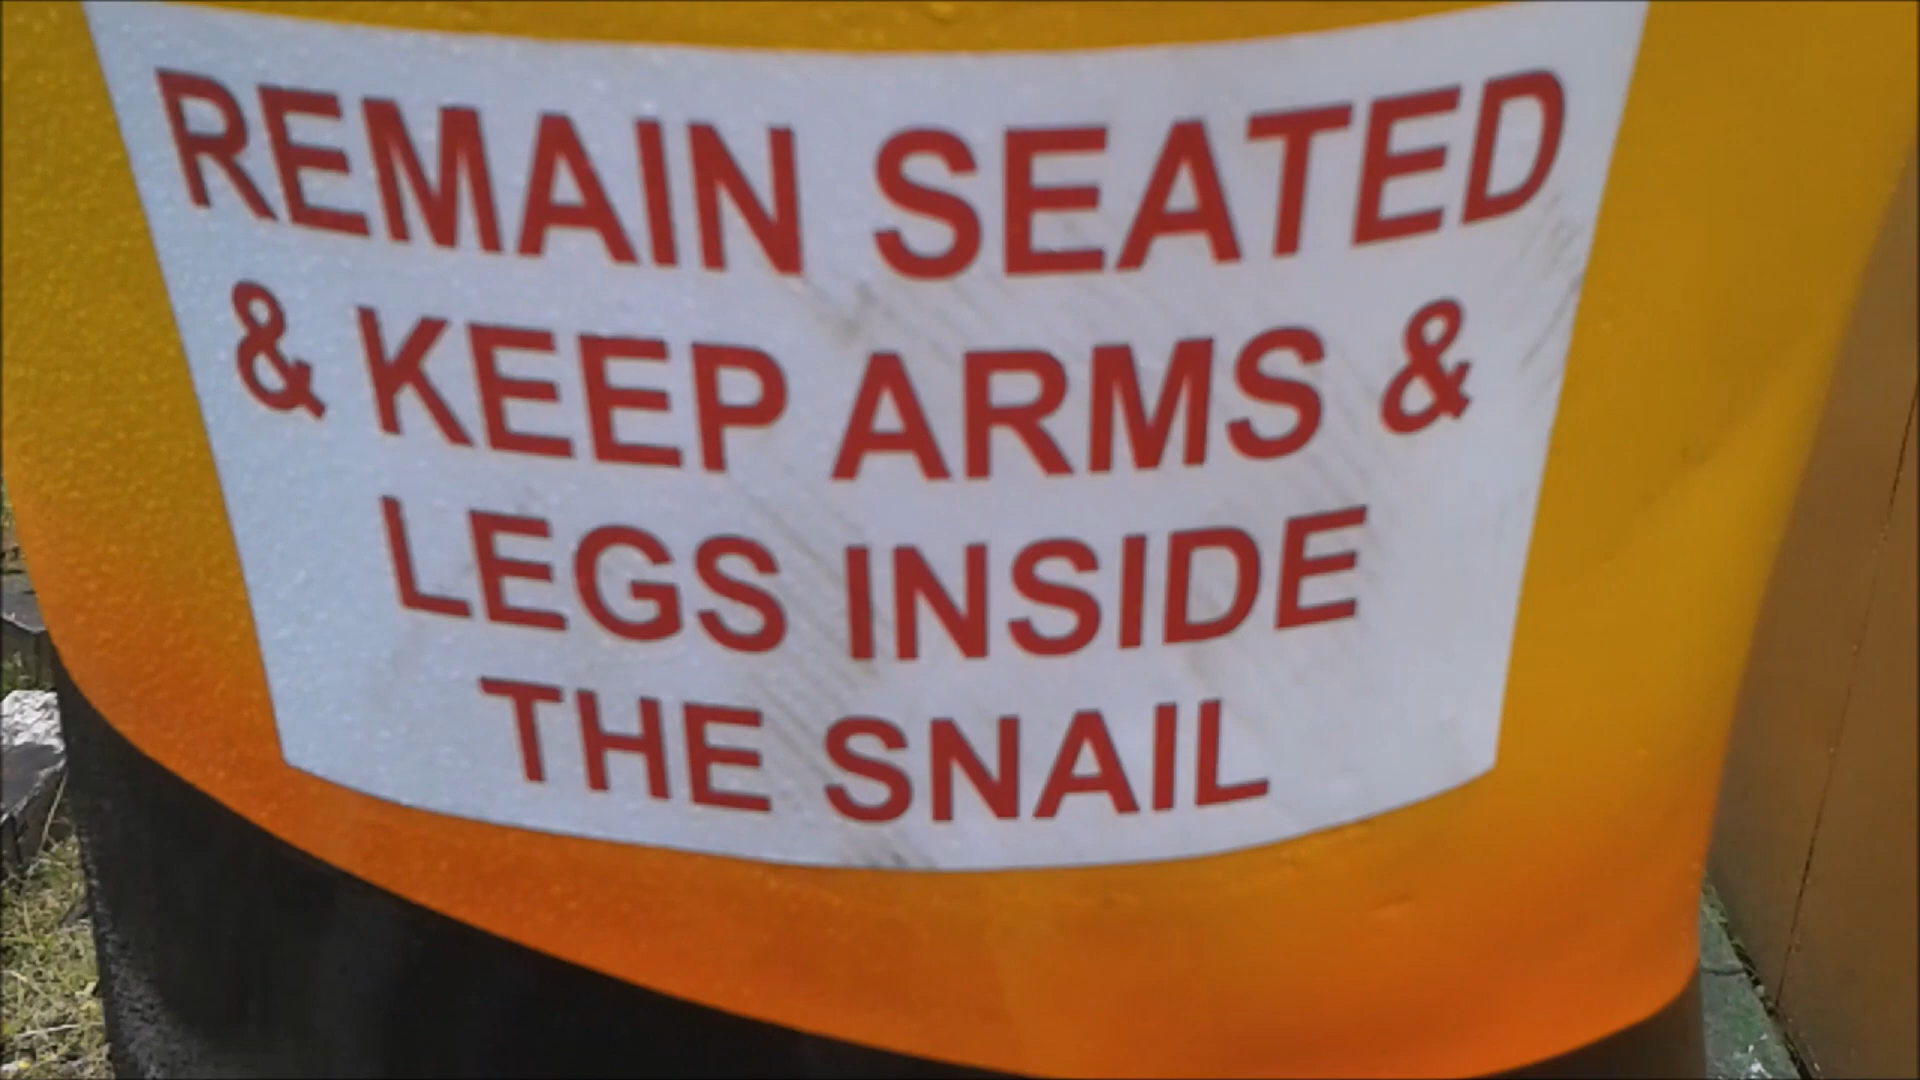 REMAIN SEATED
& KEEP ARMS &
LEGS INSIDE
THE SNAIL